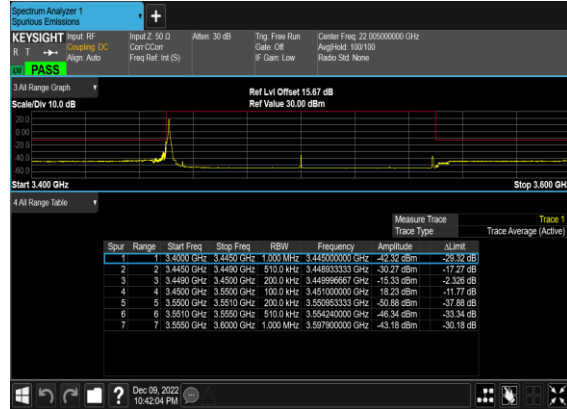 Spectrum Analyzer 1
Spurious Emissions
KEYSIGHT Input: RF Input Z: 50 Ω Atten: 30 dB Trig: Free Run Center Freq: 22.005000000 GHz
R T Coupling: DC Corr CCorr Gate: Off Avg|Hold: 100/100
Align: Auto Freq Ref: Int (S) IF Gain: Low Radio Std: None
PASS
3 All Range Graph
Ref Lvl Offset 15.67 dB
Scale/Div 10.0 dB Ref Value 30.00 dBm
20.0
0.00
-20.0
-40.0
-60.0
Start 3.400 GHz Stop 3.600 GH
4 All Range Table
Measure Trace Trace 1
Trace Type Trace Average (Active)
Spur Range Start Freq Stop Freq RBW Frequency Amplitude ΔLimit
1 1 3.4000 GHz 3.4450 GHz 1.000 MHz 3.445000000 GHz -42.32 dBm -29.32 dB
2 2 3.4450 GHz 3.4490 GHz 510.0 kHz 3.448933333 GHz -30.27 dBm -17.27 dB
3 3 3.4490 GHz 3.4500 GHz 200.0 kHz 3.449996667 GHz -15.33 dBm -2.326 dB
4 4 3.4500 GHz 3.5500 GHz 100.0 kHz 3.451000000 GHz 18.23 dBm -11.77 dB
5 5 3.5500 GHz 3.5510 GHz 200.0 kHz 3.550953333 GHz -50.88 dBm -37.88 dB
6 6 3.5510 GHz 3.5550 GHz 510.0 kHz 3.554240000 GHz -46.34 dBm -33.34 dB
7 7 3.5550 GHz 3.6000 GHz 1.000 MHz 3.597900000 GHz -43.18 dBm -30.18 dB
? Dec 09, 2022
10:42:04 PM